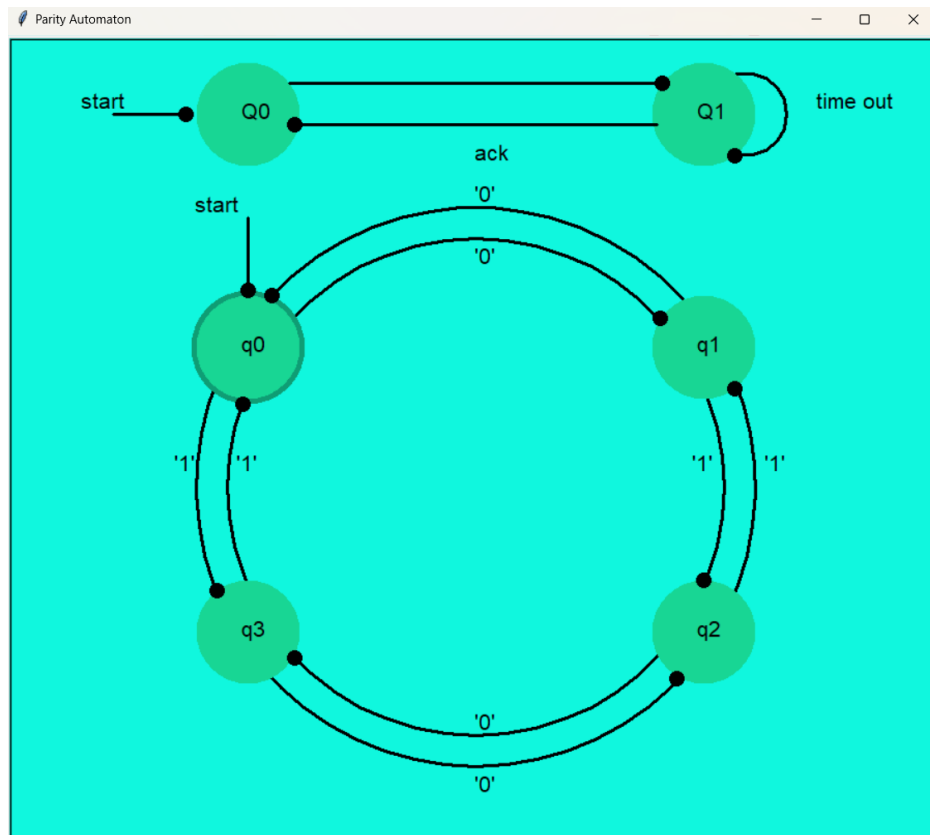 Parity Automaton
start
Q0
Q1
time out
ack
'0'
start
'0'
q0
q1
'1'
'1'
'1'
'1'
q3
q2
'0'
'0'